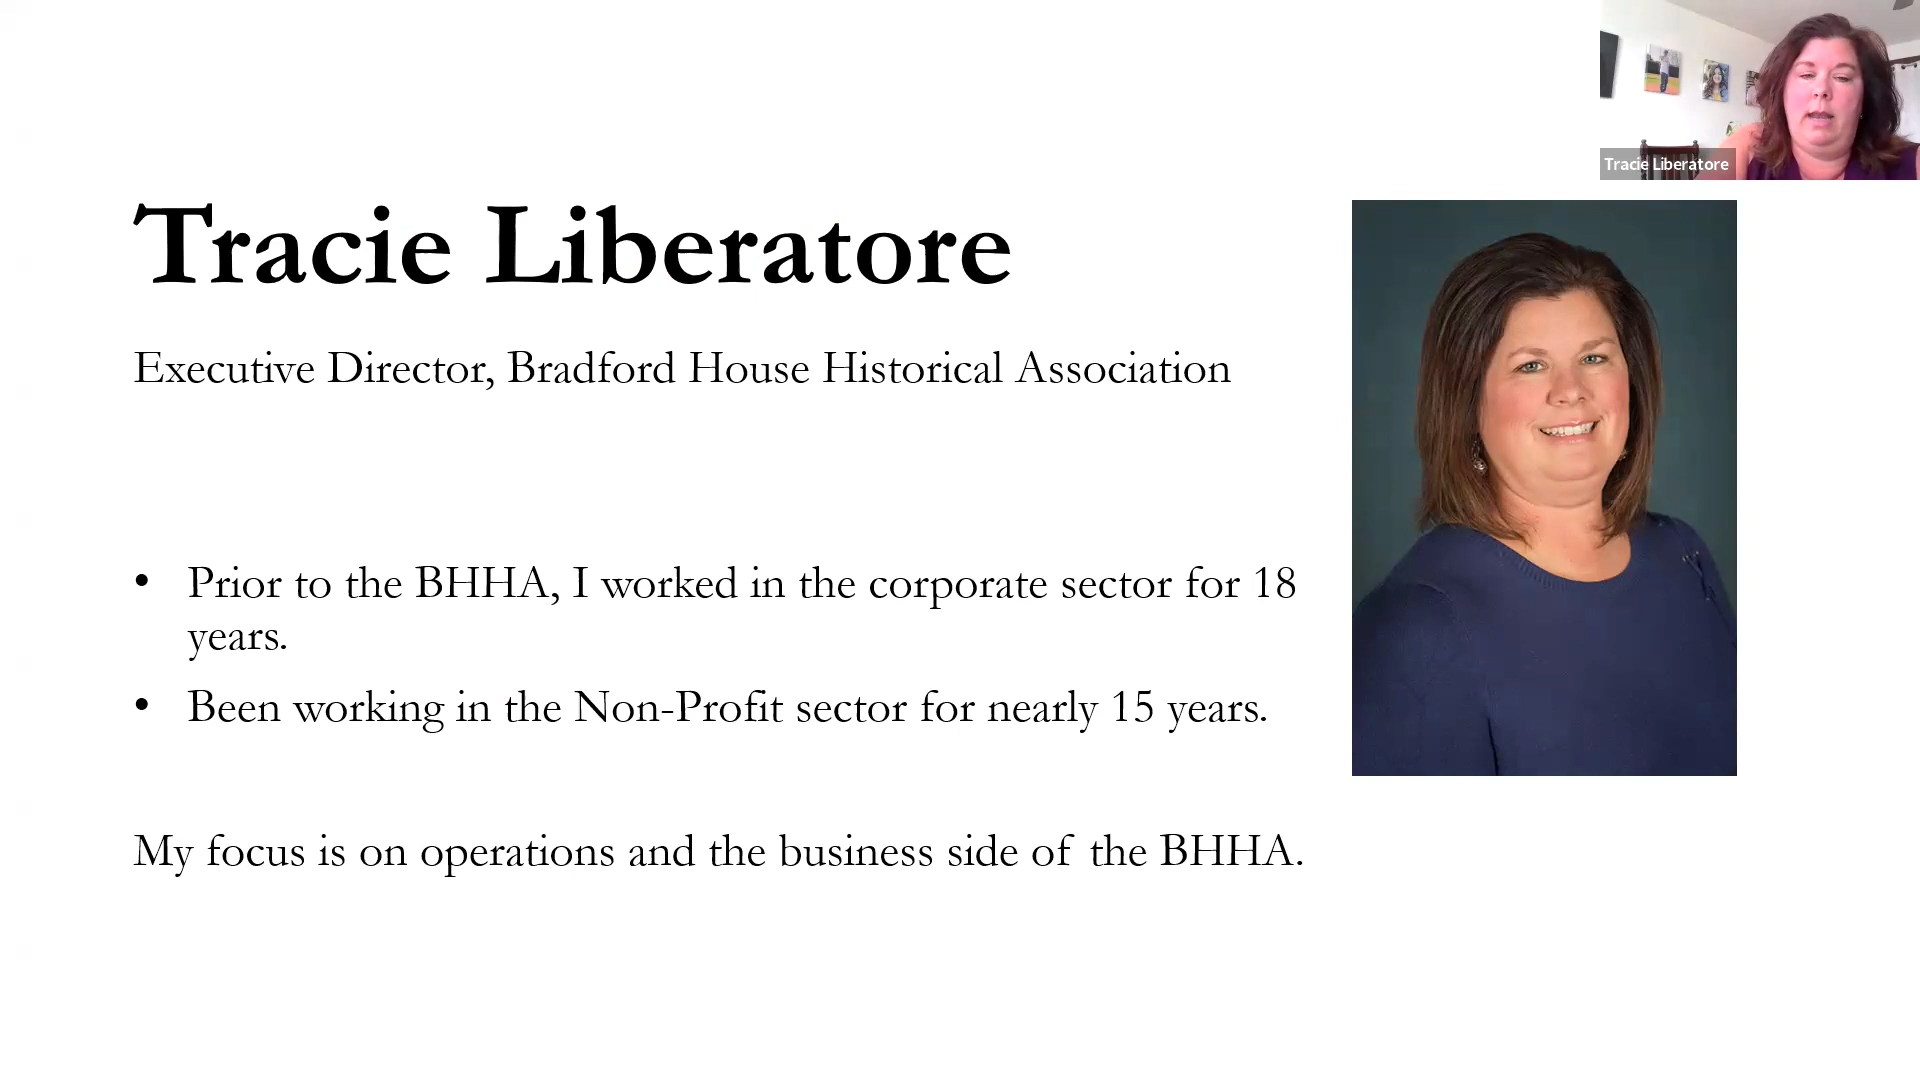 Tracie Liberatore
Tracie Liberatore
Executive Director, Bradford House Historical Association
• Prior to the BHHA, I worked in the corporate sector for 18
years.
• Been working in the Non-Profit sector for nearly 15 years.
My focus is on operations and the business side of the BHHA.